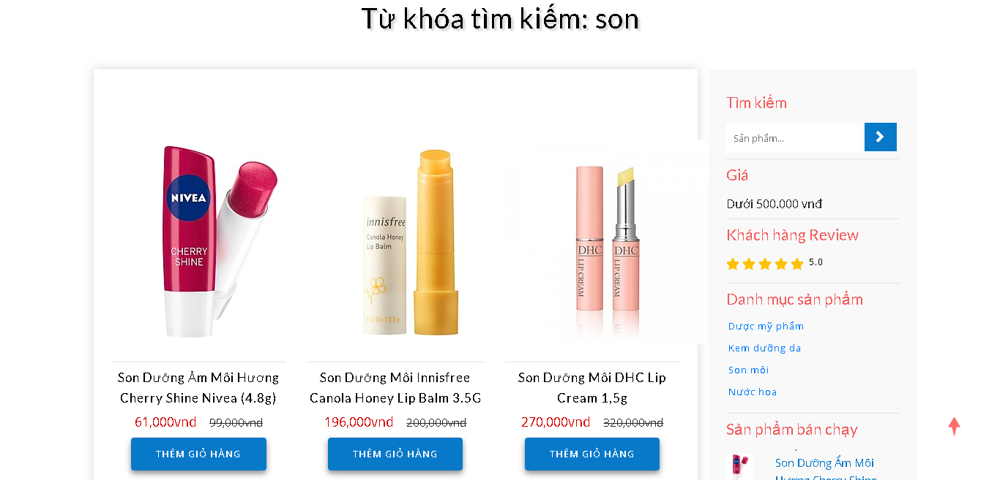 Từ khóa tìm kiếm: son
NIVEA
CHERRY
SHINE
innisfree
Canola Honey
Lip Balm
0.12 Oz. / 3.5g
DHC
LIP CREAM
DHC
LIP CREAM
Son Dưỡng Ẩm Môi Hương
Cherry Shine Nivea (4.8g)
61,000vnd 99,000vnd
THÊM GIỎ HÀNG
Son Dưỡng Môi Innisfree
Canola Honey Lip Balm 3.5G
196,000vnd 200,000vnd
THÊM GIỎ HÀNG
Son Dưỡng Môi DHC Lip
Cream 1,5g
270,000vnd 320,000vnd
THÊM GIỎ HÀNG
Tìm kiếm
Sản phẩm...
Giá
Dưới 500.000 vnđ
Khách hàng Review
5.0
Danh mục sản phẩm
Dược mỹ phẩm
Kem dưỡng da
Son môi
Nước hoa
Sản phẩm bán chạy
Son Dưỡng Ẩm Môi
Hương Cherry Shine